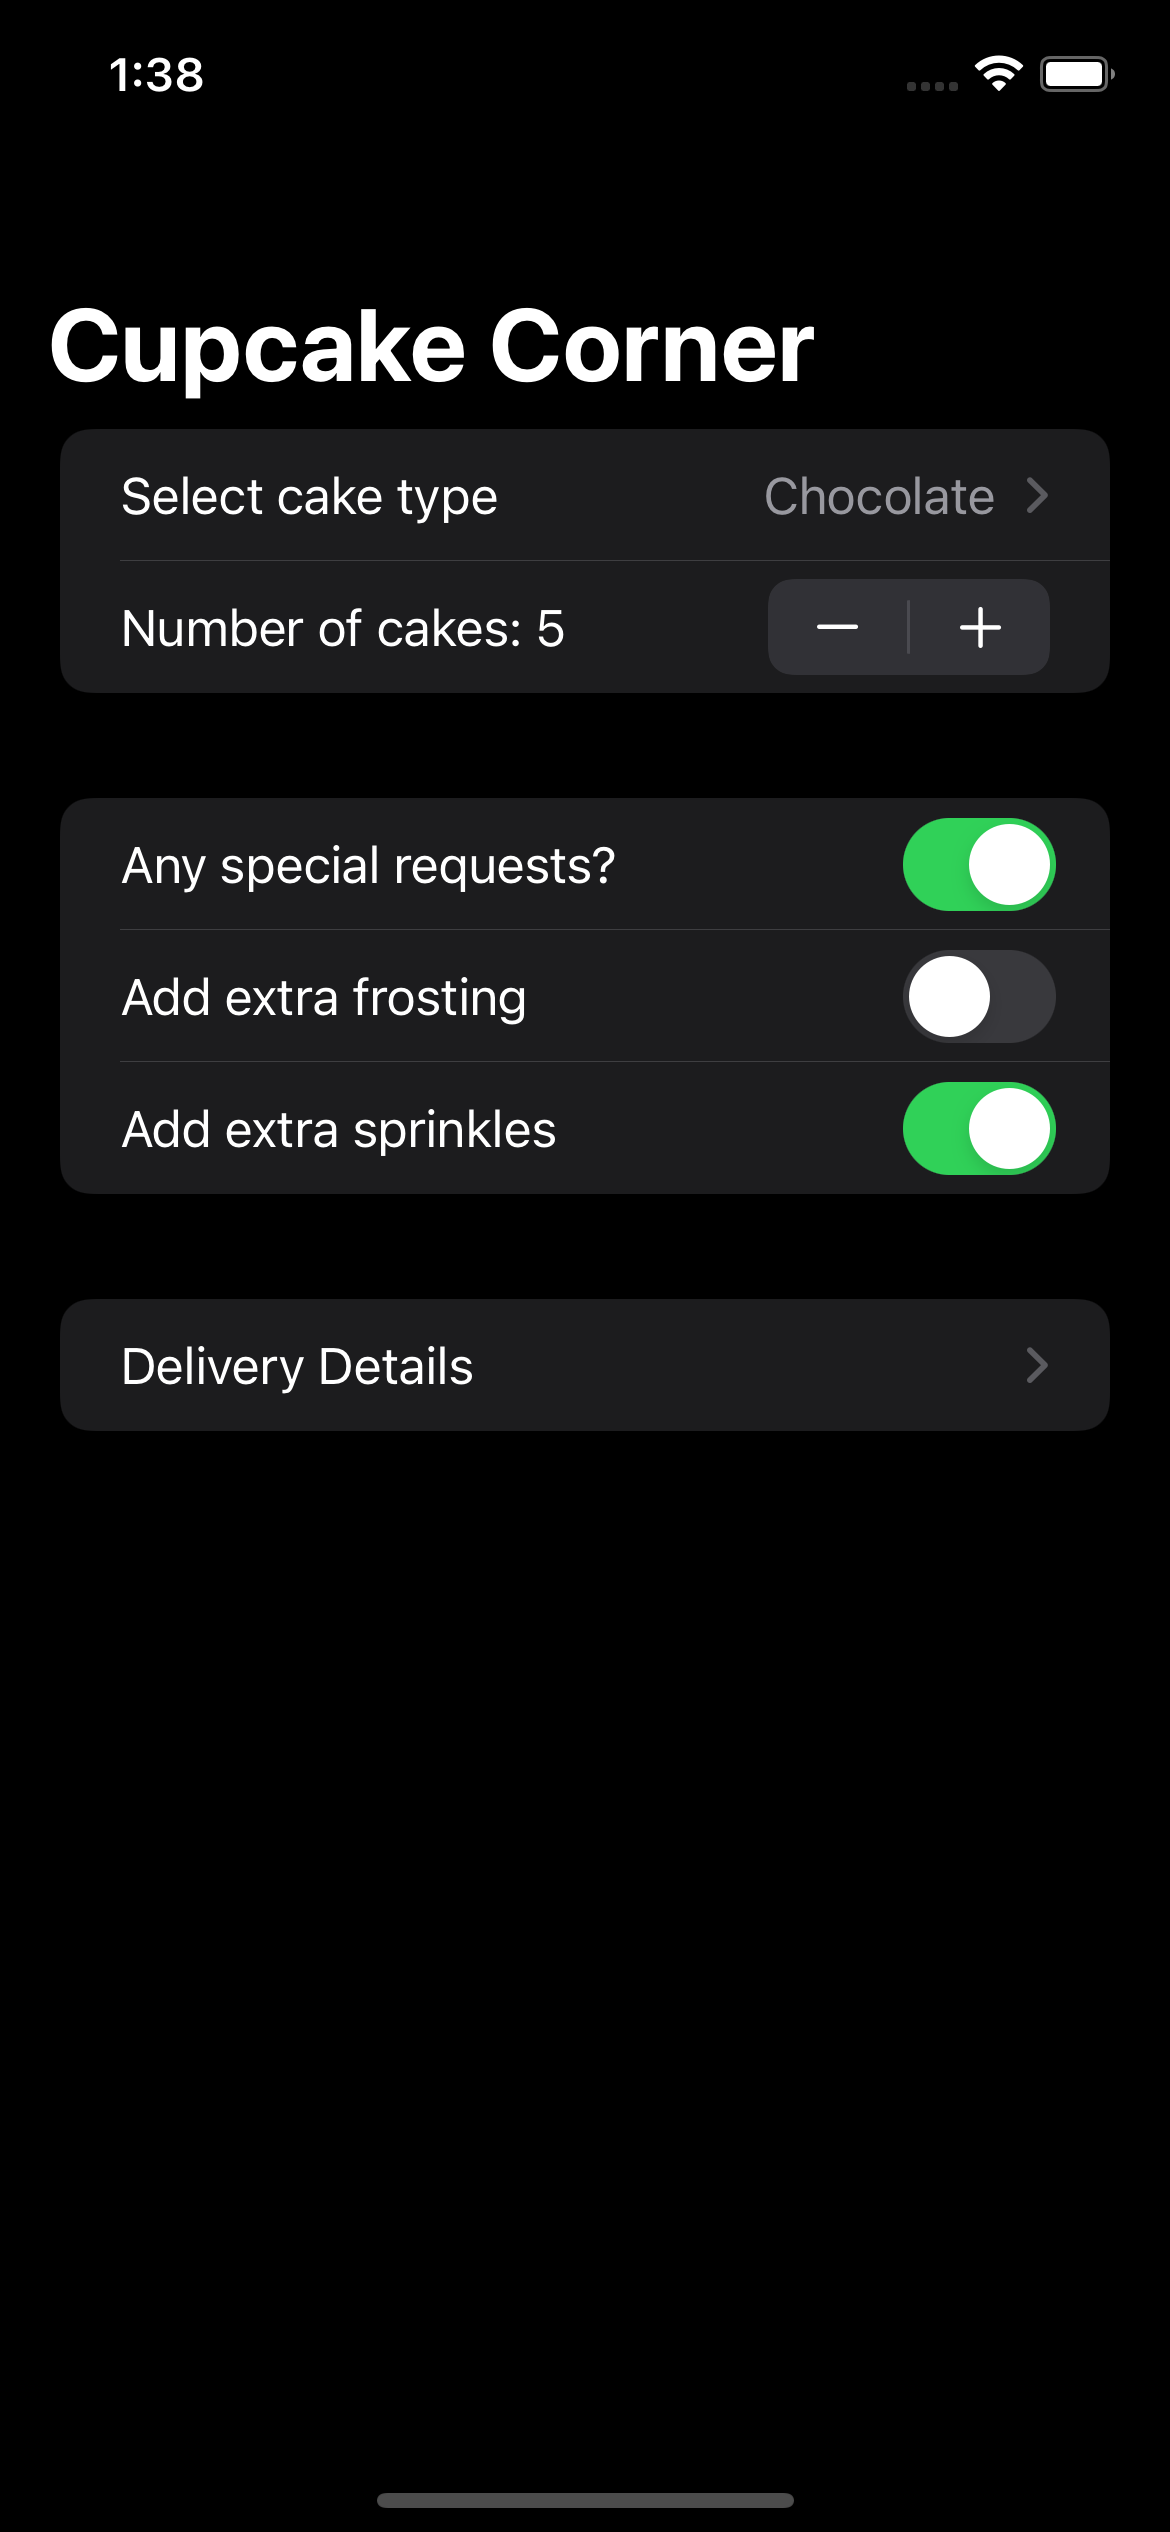 1:38
Cupcake Corner
Select cake type Chocolate
Number of cakes: 5
Any special requests?
Add extra frosting
Add extra sprinkles
Delivery Details